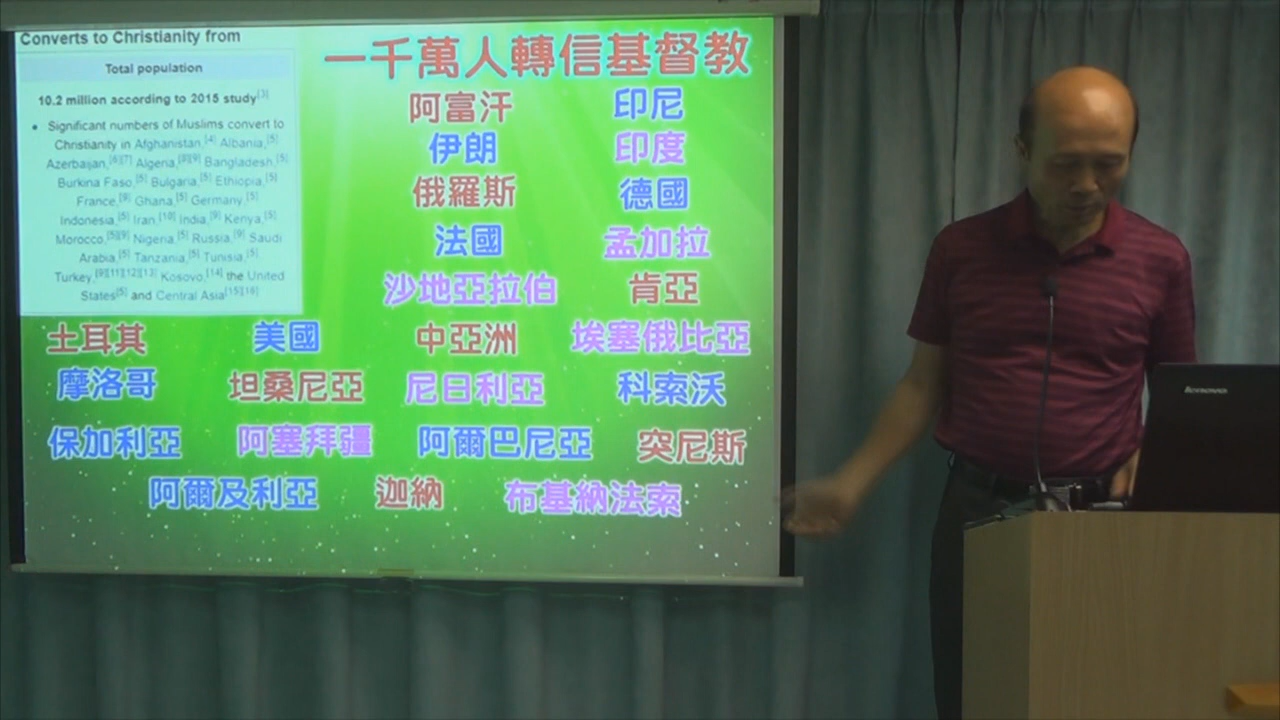 Converts to Christianity from
Total population
10.2 million according to 2015 study[3]
• Significant numbers of Muslims convert to
Christianity in Afghanistan,[4] Albania,[5]
Azerbaijan,[6][7] Algeria,[8][9] Bangladesh,[5]
Burkina Faso,[5] Bulgaria,[5] Ethiopia,[5]
France,[9] Ghana,[5] Germany,[5]
Indonesia,[5] Iran,[10] India,[9] Kenya,[5]
Morocco,[5][9] Nigeria,[5] Russia,[9] Saudi
Arabia,[5] Tanzania,[5] Tunisia,[5]
Turkey,[9][11][12][13] Kosovo,[14] the United
States[5] and Central Asia[15][16]
一千萬人轉信基督教
阿富汗 印尼
伊朗 印度
俄羅斯 德國
法國 孟加拉
沙地亞拉伯 肯亞
土耳其 美國 中亞洲 埃塞俄比亞
摩洛哥 坦桑尼亞 尼日利亞 科索沃
保加利亞 阿塞拜疆 阿爾巴尼亞 突尼斯
阿爾及利亞 迦納 布基納法索
lenovo